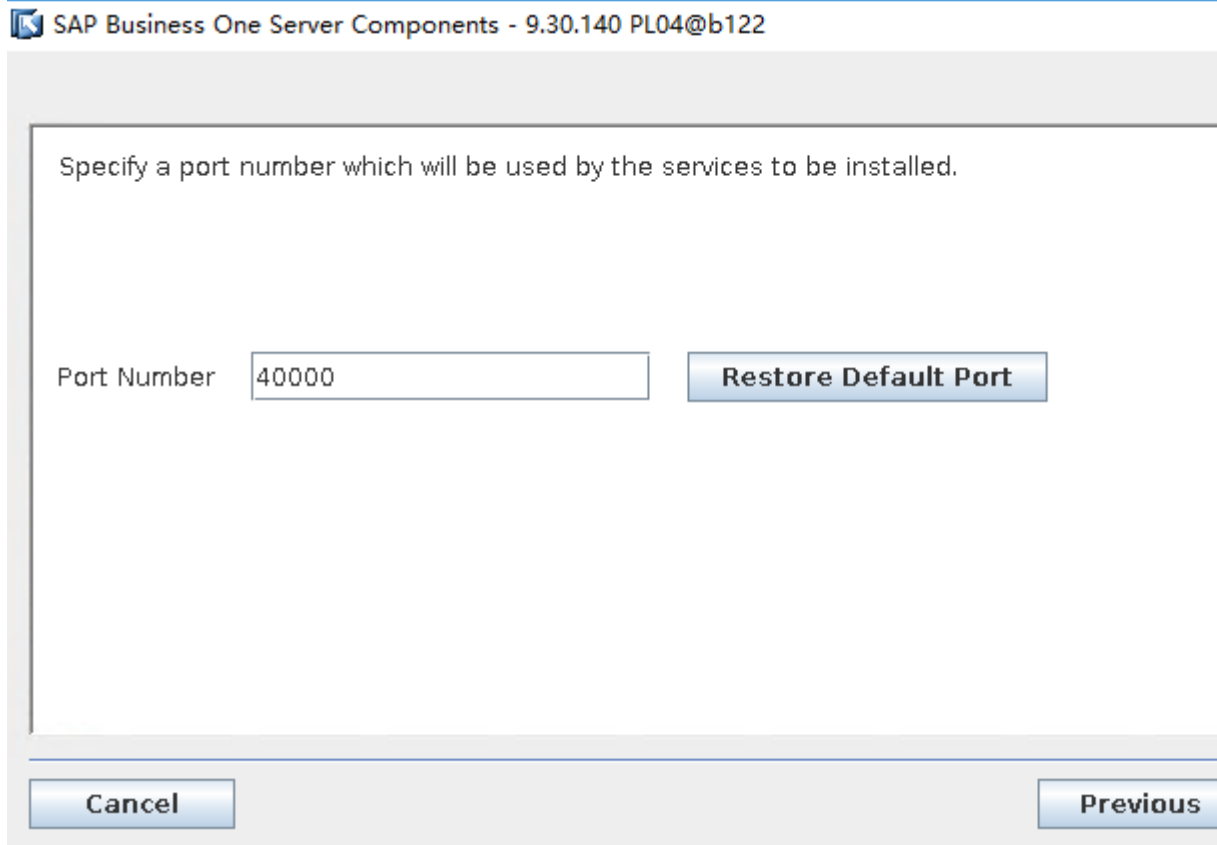 SAP Business One Server Components - 9.30.140 PL04@b122
Specify a port number which will be used by the services to be installed.
Port Number 40000 Restore Default Port
Cancel Previous